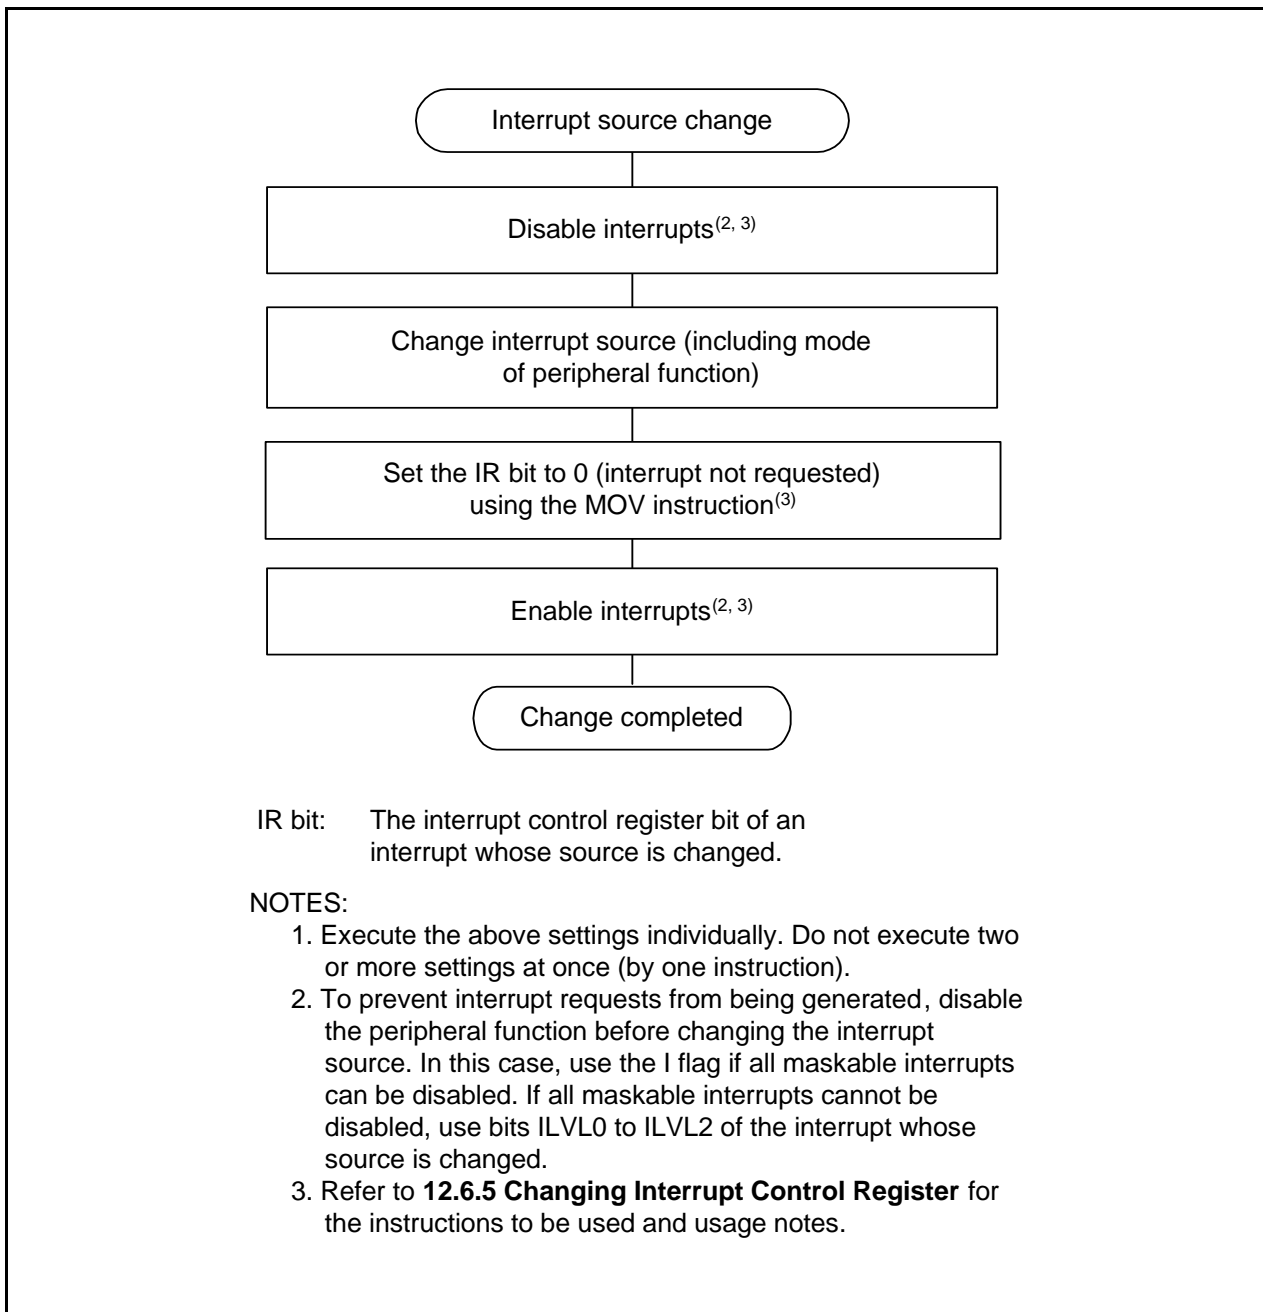 Interrupt source change
Disable interrupts(2, 3)
Change interrupt source (including mode
of peripheral function)
Set the IR bit to 0 (interrupt not requested)
using the MOV instruction(3)
Enable interrupts(2, 3)
Change completed
IR bit: The interrupt control register bit of an
interrupt whose source is changed.
NOTES:
1. Execute the above settings individually. Do not execute two
or more settings at once (by one instruction).
2. To prevent interrupt requests from being generated, disable
the peripheral function before changing the interrupt
source. In this case, use the I flag if all maskable interrupts
can be disabled. If all maskable interrupts cannot be
disabled, use bits ILVL0 to ILVL2 of the interrupt whose
source is changed.
3. Refer to 12.6.5 Changing Interrupt Control Register for
the instructions to be used and usage notes.